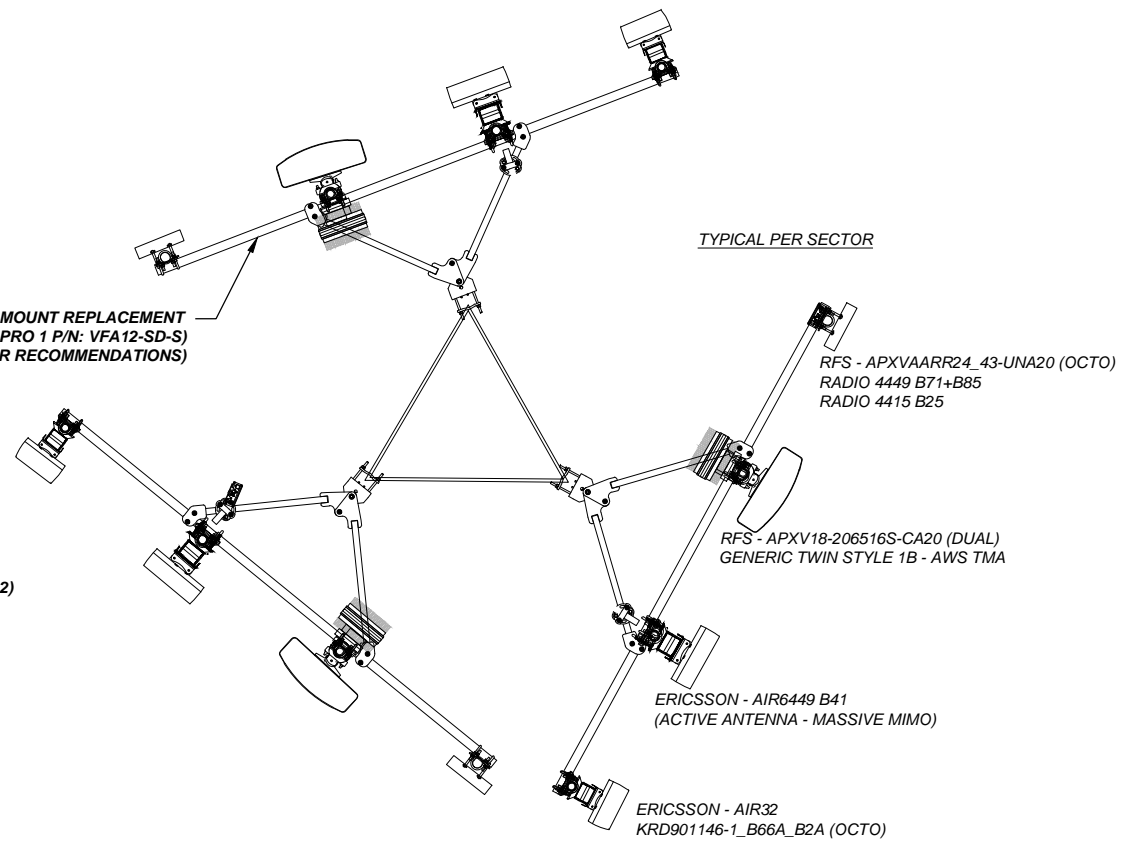 TYPICAL PER SECTOR
MOUNT REPLACEMENT
PRO 1 P/N: VFA12-SD-S)
R RECOMMENDATIONS)
RFS - APXVAARR24_43-UNA20 (OCTO)
RADIO 4449 B71+B85
RADIO 4415 B25
RFS - APXV18-206516S-CA20 (DUAL)
GENERIC TWIN STYLE 1B - AWS TMA
2)
ERICSSON - AIR6449 B41
(ACTIVE ANTENNA - MASSIVE MIMO)
ERICSSON - AIR32
KRD901146-1_B66A_B2A (OCTO)